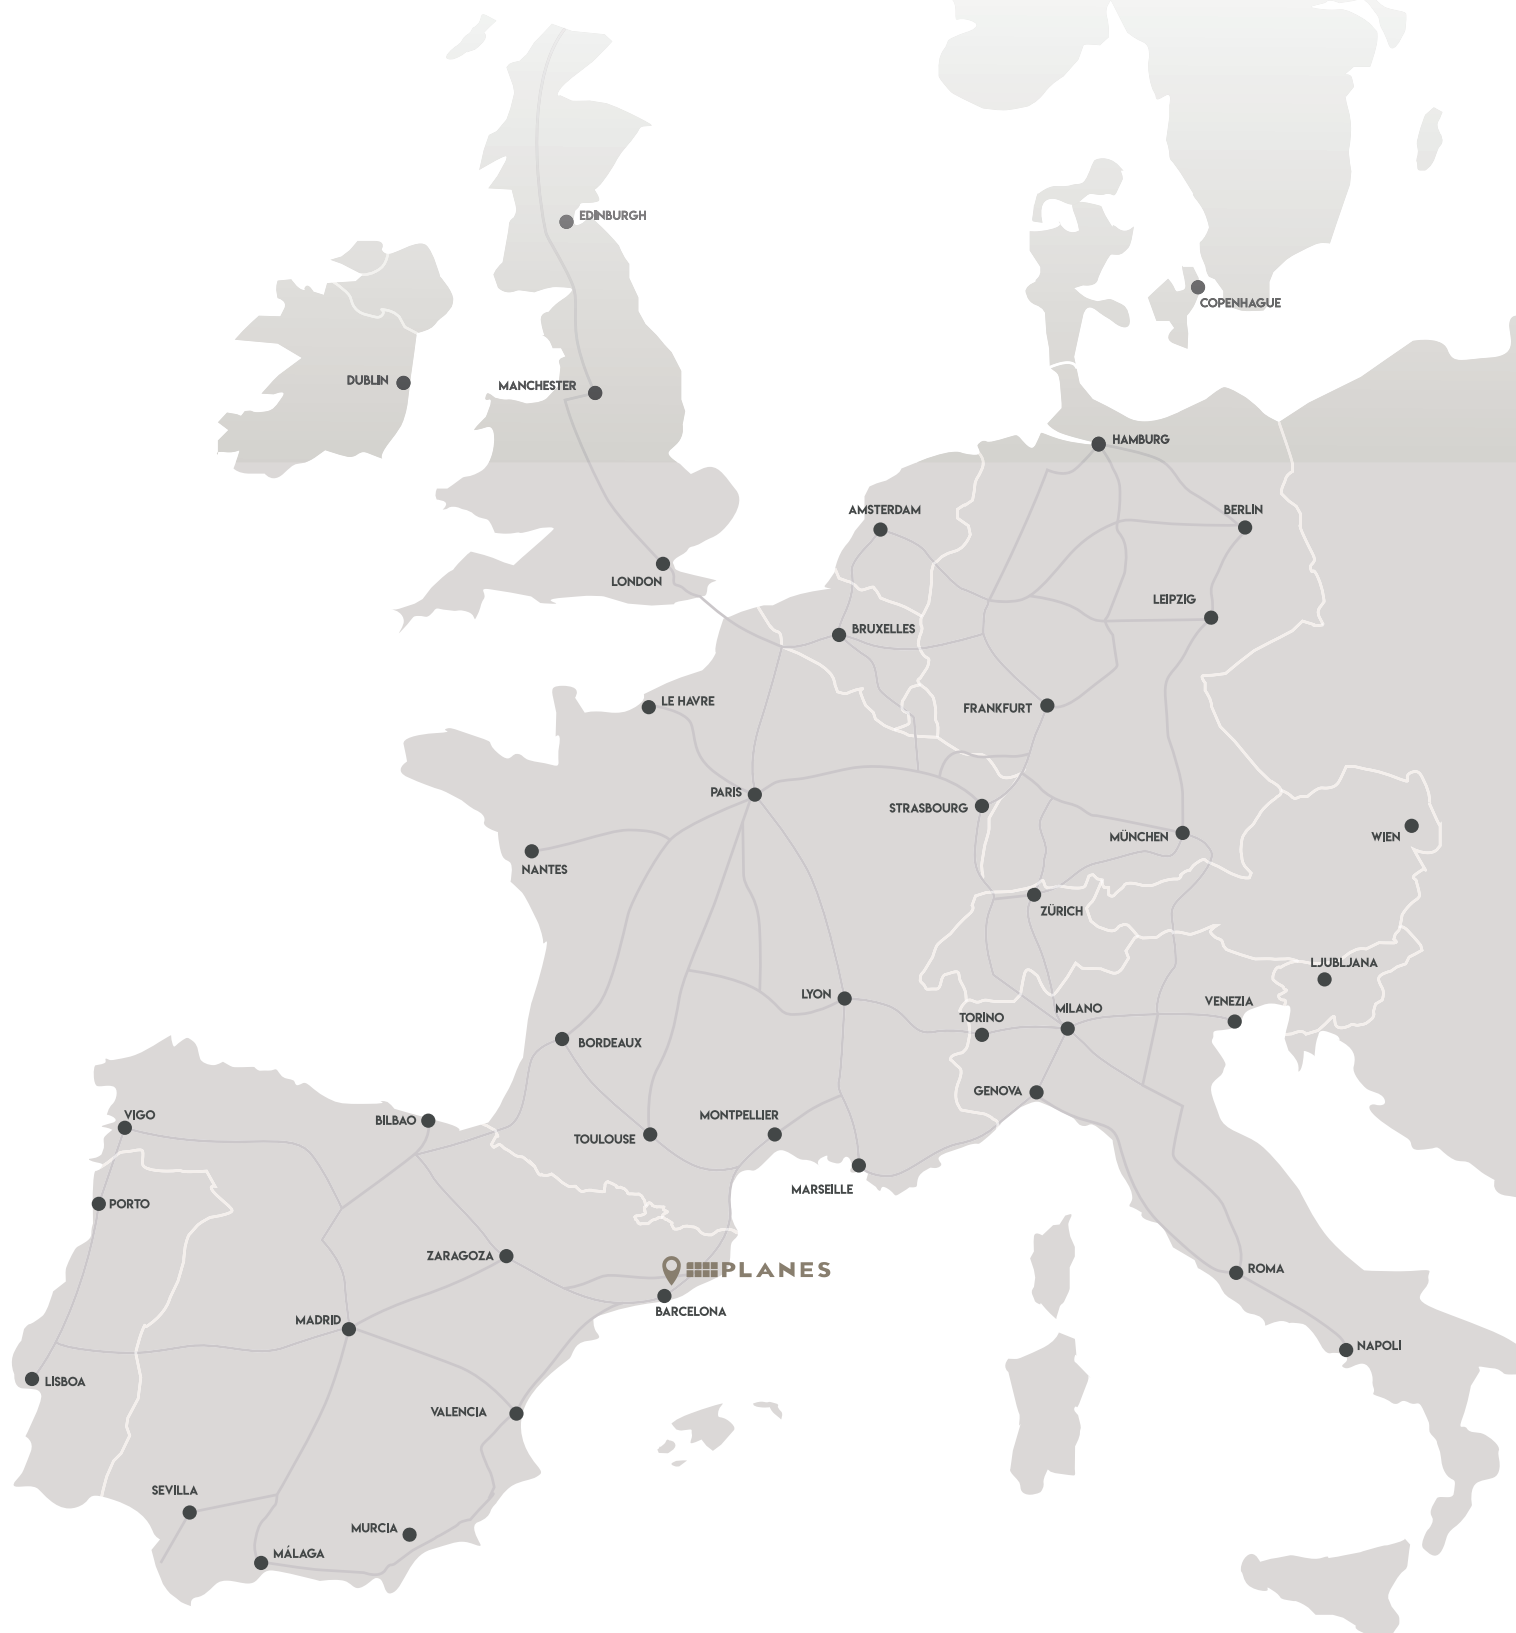 EDINBURGH
COPENHAGUE
DUBLIN
MANCHESTER
HAMBURG
AMSTERDAM
BERLIN
LONDON
LEIPZIG
BRUXELLES
LE HAVRE
FRANKFURT
PARIS
STRASBOURG
MÜNCHEN
WIEN
NANTES
ZÜRICH
LJUBLJANA
LYON
VENEZIA
MILANO
TORINO
BORDEAUX
GENOVA
VIGO
BILBAO
MONTPELLIER
TOULOUSE
MARSEILLE
PORTO
ZARAGOZA
PLANES
ROMA
BARCELONA
MADRID
NAPOLI
LISBOA
VALENCIA
SEVILLA
MURCIA
MÁLAGA